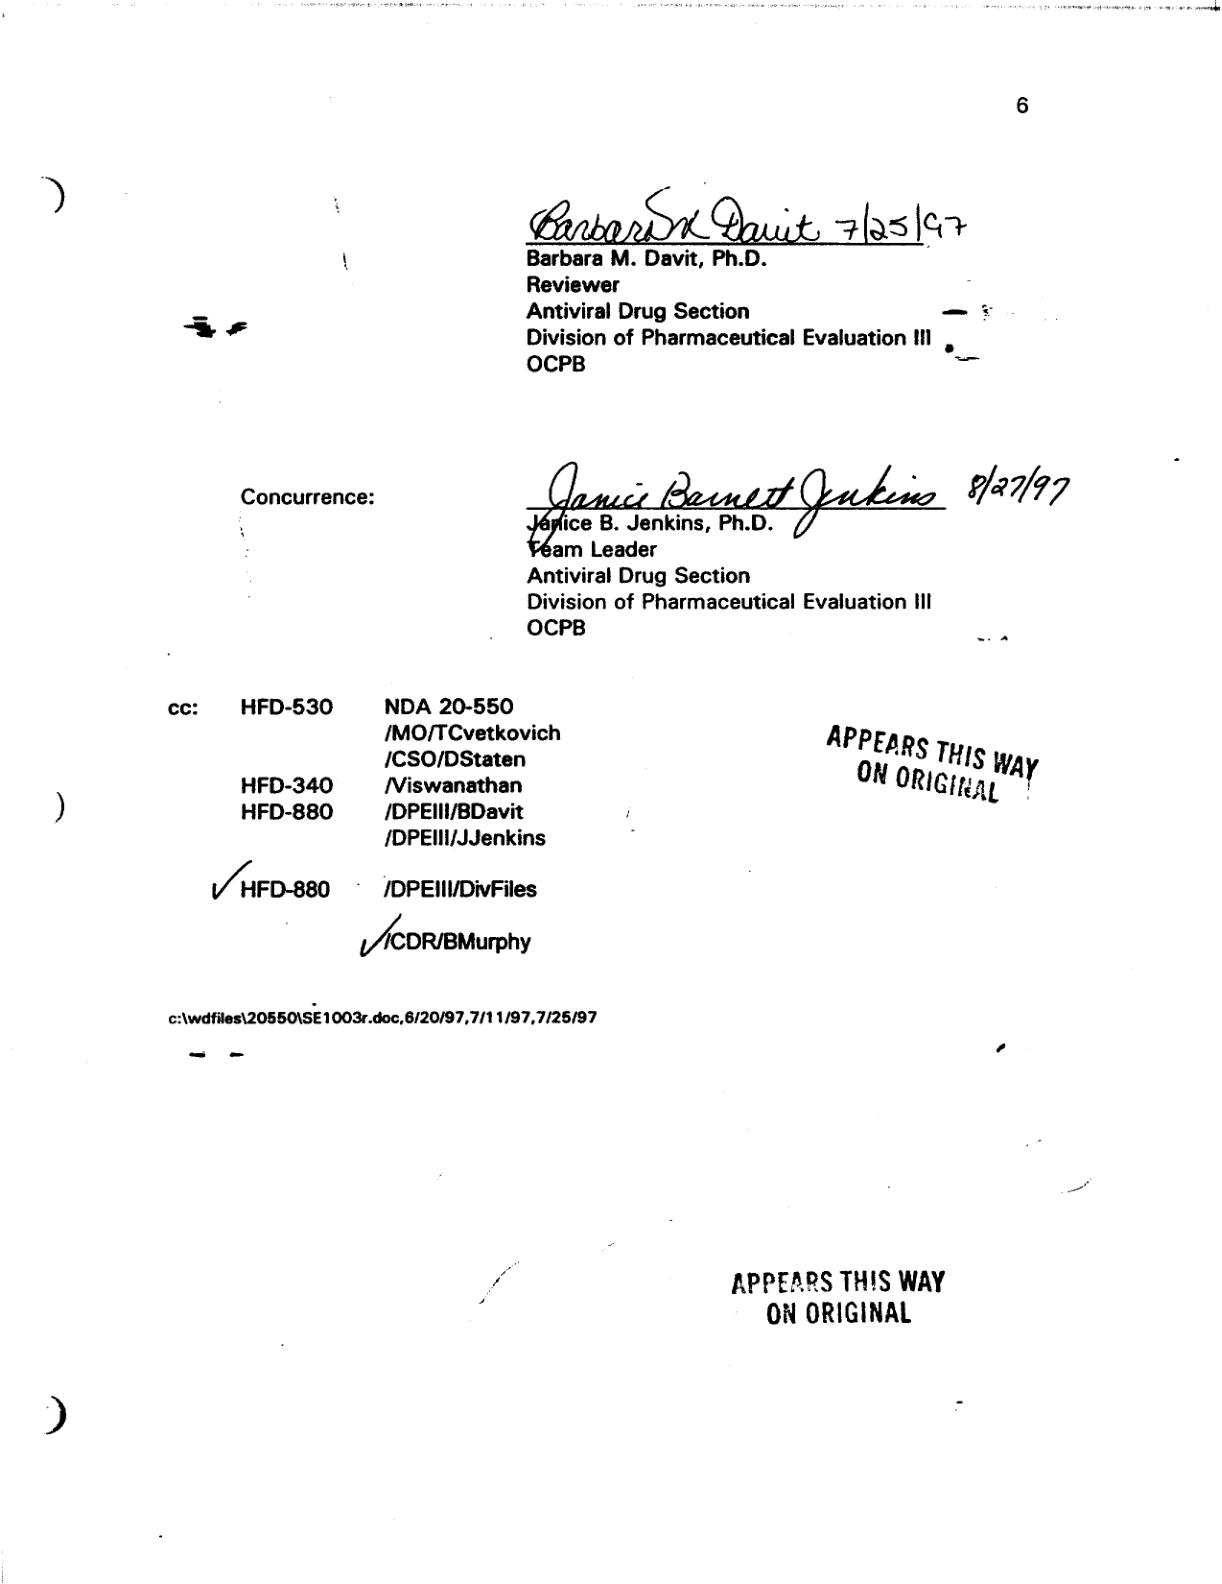 6
Barbara M Davit 7/25/97
Barbara M. Davit, Ph.D.
Reviewer
Antiviral Drug Section
Division of Pharmaceutical Evaluation III
OCPB
Janice Barnett Jenkins 8/27/97
Concurrence:
Janice B. Jenkins, Ph.D.
Team Leader
Antiviral Drug Section
Division of Pharmaceutical Evaluation III
OCPB
cc: HFD-530 NDA 20-550
/MO/TCvetkovich
/CSO/DStaten
HFD-340 /Viswanathan
HFD-880 /DPEIII/BDavit
/DPEIII/JJenkins
APPEARS THIS WAY
ON ORIGINAL
✓HFD-880 /DPEIII/DivFiles
✓/CDR/BMurphy
c:\wdfiles\20550\SE1003r.doc,6/20/97,7/11/97,7/25/97
APPEARS THIS WAY
ON ORIGINAL